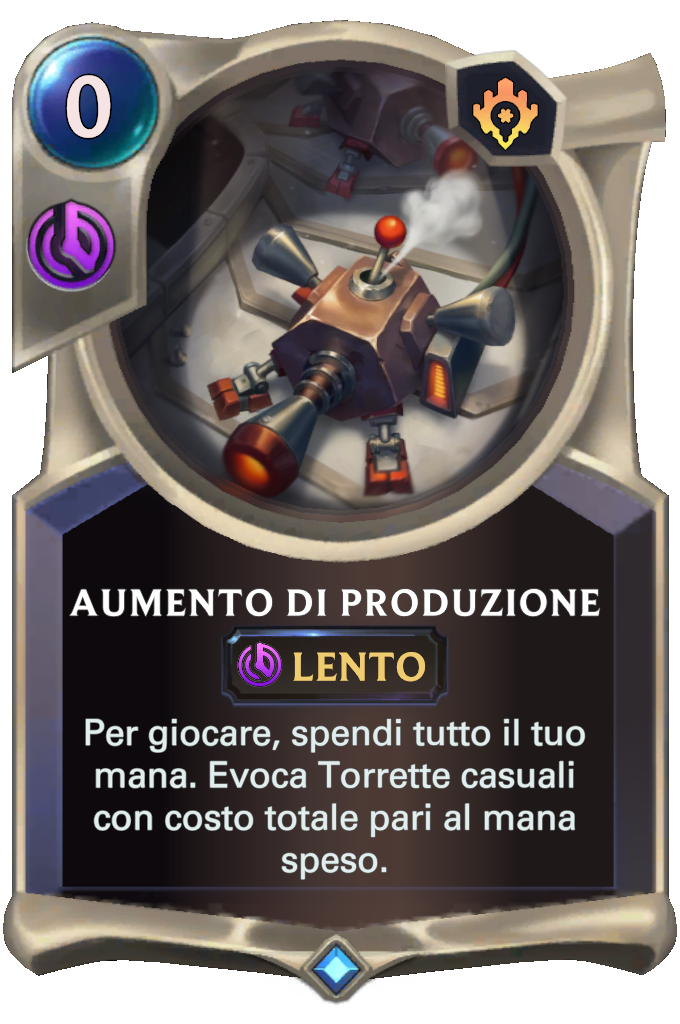 0
AUMENTO DI PRODUZIONE
LENTO
Per giocare, spendi tutto il tuo
mana. Evoca Torrette casuali
con costo totale pari al mana
speso.